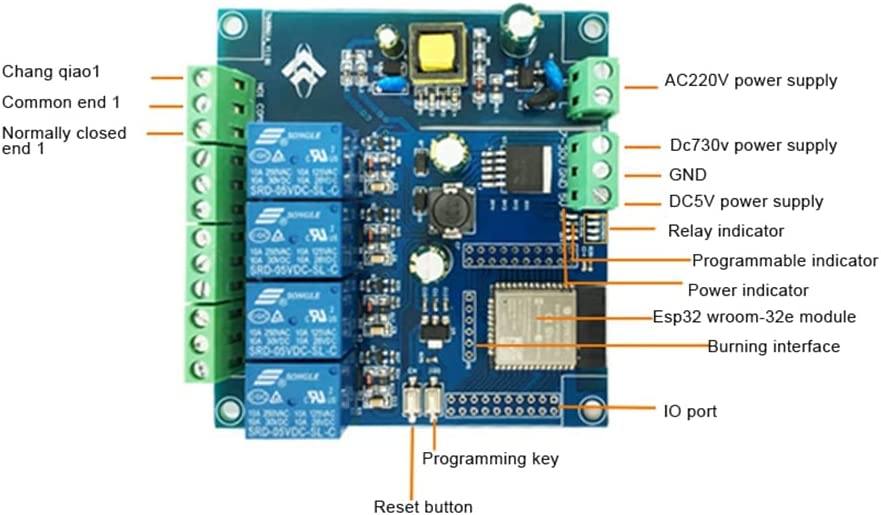 Chang qiao1
Common end 1
Normally closed
end 1
AC220V power supply
Dc730v power supply
GND
DC5V power supply
Relay indicator
Programmable indicator
Power indicator
Esp32 wroom-32e module
Burning interface
IO port
Programming key
Reset button
SONGLE
10A 250VAC 10A 125VAC
10A 30VDC 10A 28VDC
SRD-05VDC-SL-C
SONGLE
10A 250VAC 10A 125VAC
10A 30VDC 10A 28VDC
SRD-05VDC-SL-C
SONGLE
10A 250VAC 10A 125VAC
10A 30VDC 10A 28VDC
SRD-05VDC-SL-C
SONGLE
10A 250VAC 10A 125VAC
10A 30VDC 10A 28VDC
SRD-05VDC-SL-C
GND 5V